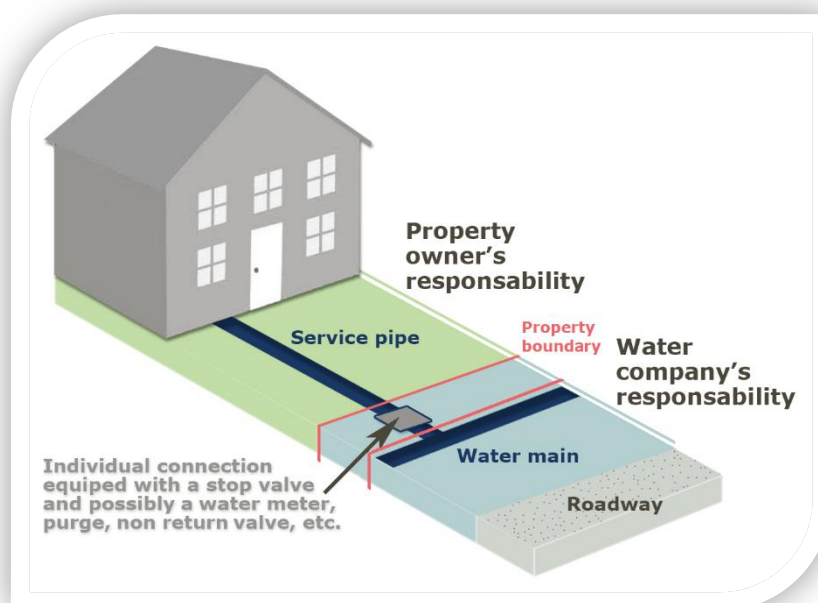 Property
owner's
responsability
Service pipe
Property
boundary
Water
company's
responsability
Water main
Individual connection
equiped with a stop valve
and possibly a water meter,
purge, non return valve, etc.
Roadway